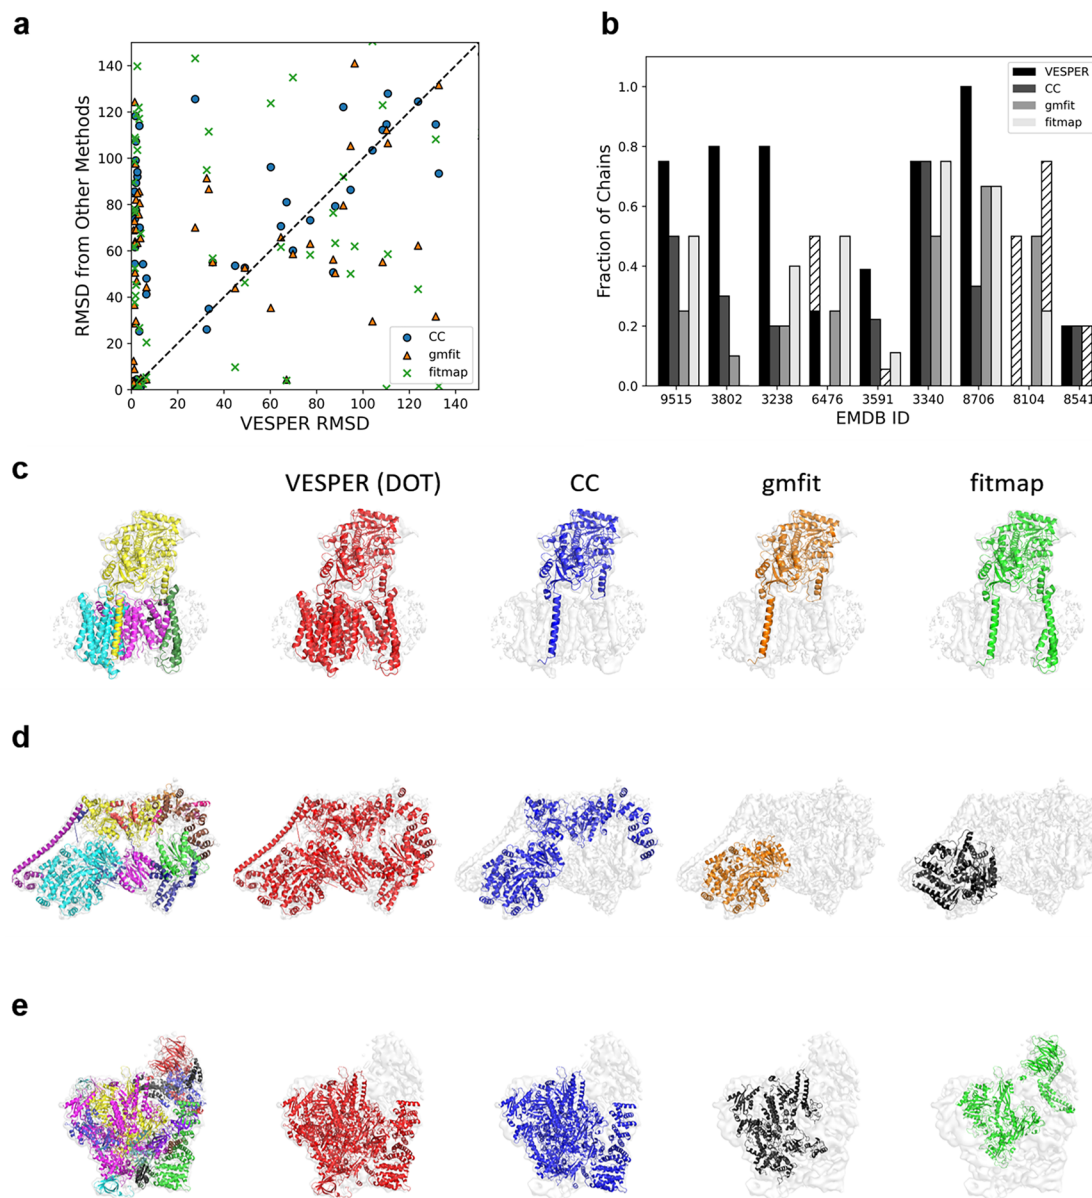 a
140
120
100
80
60
40
20
0
RMSD from Other Methods
CC
gmfit
fitmap
0 20 40 60 80 100 120 140
VESPER RMSD
b
1.0
0.8
0.6
0.4
0.2
0.0
Fraction of Chains
VESPER
CC
gmfit
fitmap
9515 3802 3238 6476 3591 3340 8706 8104 8541
EMDB ID
c
VESPER (DOT) CC gmfit fitmap
d
e